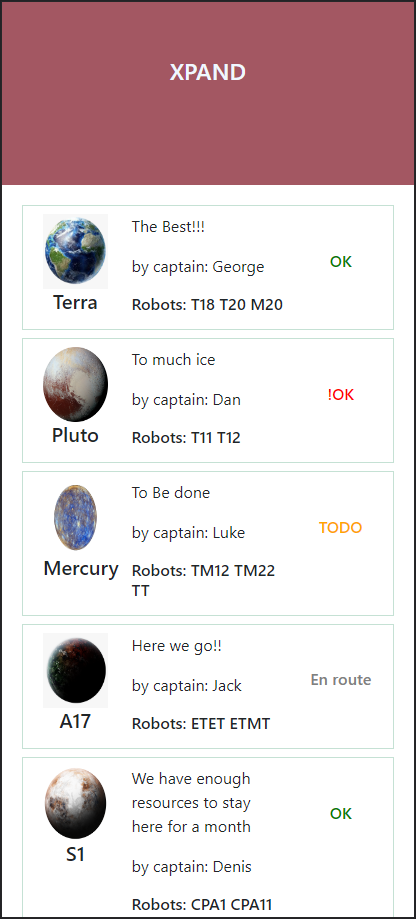 XPAND
The Best!!!
by captain: George
OK
Terra
Robots: T18 T20 M20
To much ice
by captain: Dan
!OK
Pluto
Robots: T11 T12
To Be done
by captain: Luke
TODO
Mercury
Robots: TM12 TM22
TT
Here we go!!
by captain: Jack
En route
A17
Robots: ETET ETMT
We have enough
resources to stay
here for a month
OK
S1
by captain: Denis
Robots: CPA1 CPA11